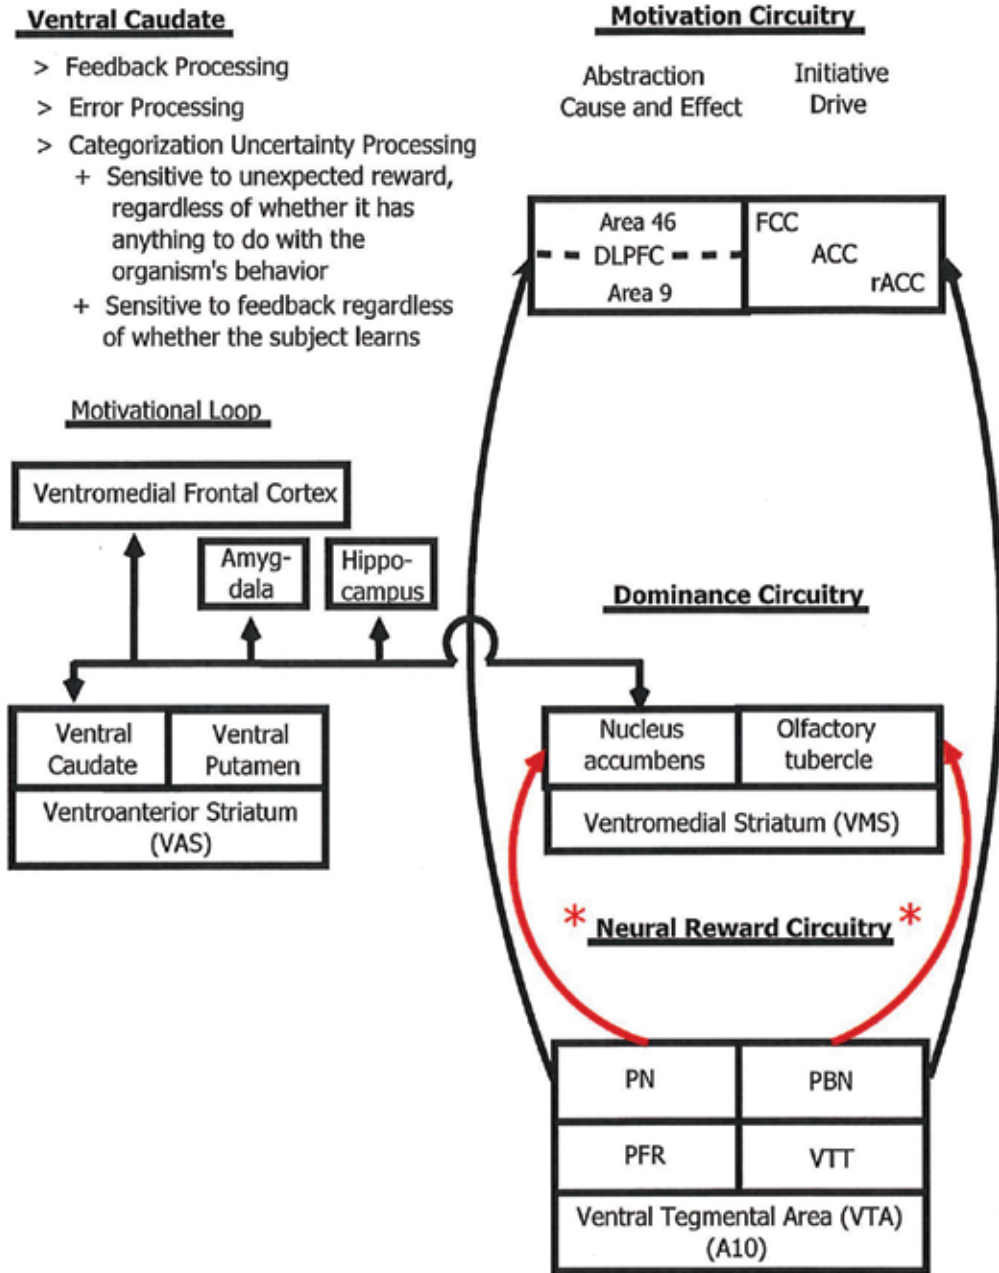 Ventral Caudate
> Feedback Processing
> Error Processing
> Categorization Uncertainty Processing
+ Sensitive to unexpected reward,
regardless of whether it has
anything to do with the
organism's behavior
+ Sensitive to feedback regardless
of whether the subject learns
Motivation Circuitry
Abstraction
Cause and Effect
Initiative
Drive
Area 46
DLPFC
Area 9
FCC
ACC
rACC
Motivational Loop
Ventromedial Frontal Cortex
Amyg-
dala
Hippo-
campus
Ventral
Caudate
Ventral
Putamen
Ventroanterior Striatum
(VAS)
Dominance Circuitry
Nucleus
accumbens
Olfactory
tubercle
Ventromedial Striatum (VMS)
* Neural Reward Circuitry *
PN
PBN
PFR
VTT
Ventral Tegmental Area (VTA)
(A10)